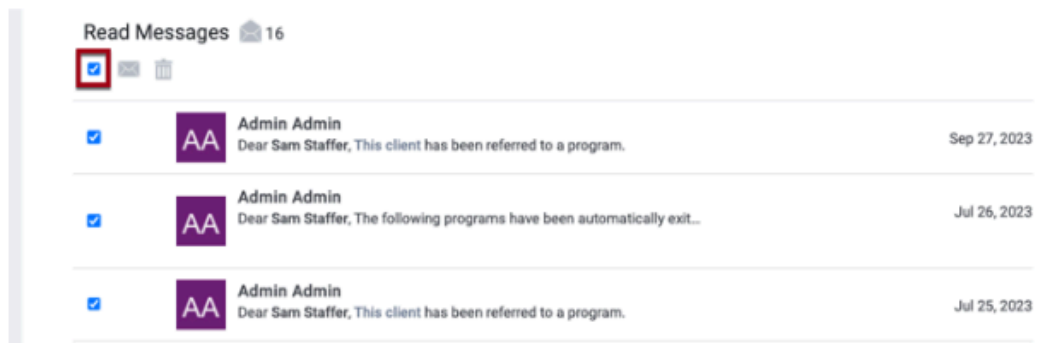 Read Messages 16
AA
Admin Admin
Dear Sam Staffer, This client has been referred to a program.
Sep 27, 2023
AA
Admin Admin
Dear Sam Staffer, The following programs have been automatically exit...
Jul 26, 2023
AA
Admin Admin
Dear Sam Staffer, This client has been referred to a program.
Jul 25, 2023